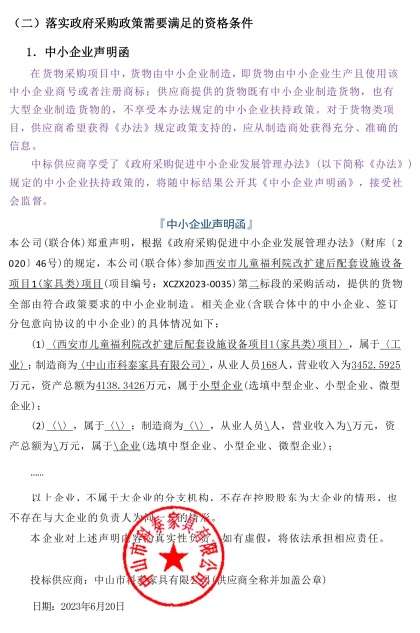 （二）落实政府采购政策需要满足的资格条件
1. 中小企业声明函
在货物采购项目中，货物由中小企业制造，即货物由中小企业生产且使用该
中小企业商号或者注册商标；供应商提供的货物既有中小企业制造货物，也有
大型企业制造货物的，不享受本办法规定的中小企业扶持政策。对于货物类项
目，供应商希望获得《办法》规定政策支持的，应从制造商处获得充分、准确的
信息。
中标供应商享受了《政府采购促进中小企业发展管理办法》(以下简称《办法》)
规定的中小企业扶持政策的，将随中标结果公开其《中小企业声明函》，接受社
会监督。
『中小企业声明函』
本公司(联合体)郑重声明，根据《政府采购促进中小企业发展管理办法》(财库〔2
020〕46号)的规定，本公司(联合体)参加西安市儿童福利院改扩建后配套设施设备
项目1(家具类)项目(项目编号：XCZX2023-0035)第二标段的采购活动，提供的货物
全部由符合政策要求的中小企业制造。相关企业(含联合体中的中小企业、签订
分包意向协议的中小企业)的具体情况如下：
(1)〈西安市儿童福利院改扩建后配套设施设备项目1(家具类)项目〉，属于〈工
业〉；制造商为〈中山市科泰家具有限公司〉，从业人员168人，营业收入为3452.5925
万元，资产总额为4138.3426万元，属于小型企业(选填中型企业、小型企业、微型
企业)；
(2)〈\〉，属于〈\〉；制造商为〈\〉，从业人员\人，营业收入为\万元，资
产总额为\万元，属于\企业(选填中型企业、小型企业、微型企业)；
……
以上企业，不属于大企业的分支机构，不存在控股股东为大企业的情形，也
不存在与大企业的负责人为同一人的情形。
本企业对上述声明内容的真实性负责。如有虚假，将依法承担相应责任。
投标供应商：中山市科泰家具有限公司(供应商全称并加盖公章)
日期：2023年6月20日
中山市科泰家具有限公司